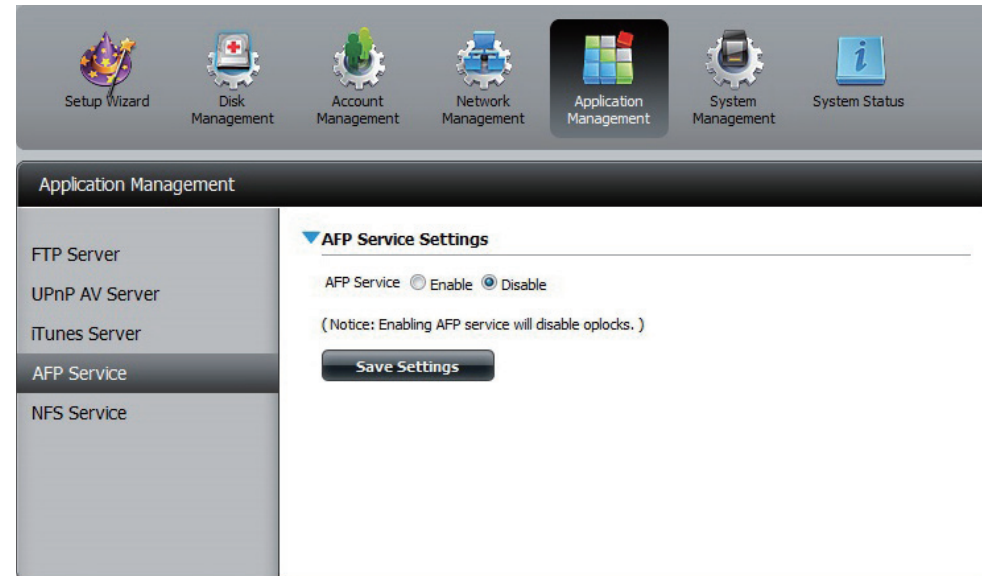 Setup Wizard
Disk
Management
Account
Management
Network
Management
Application
Management
System
Management
System Status
Application Management
FTP Server
UPnP AV Server
iTunes Server
AFP Service
NFS Service
AFP Service Settings
AFP Service Enable Disable
( Notice: Enabling AFP service will disable oplocks. )
Save Settings